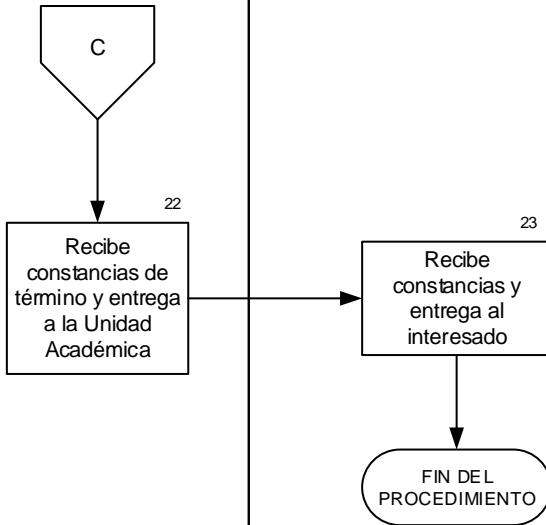 C
22
Recibe
constancias de
término y entrega
a la Unidad
Académica
23
Recibe
constancias y
entrega al
interesado
FIN DEL
PROCEDIMIENTO